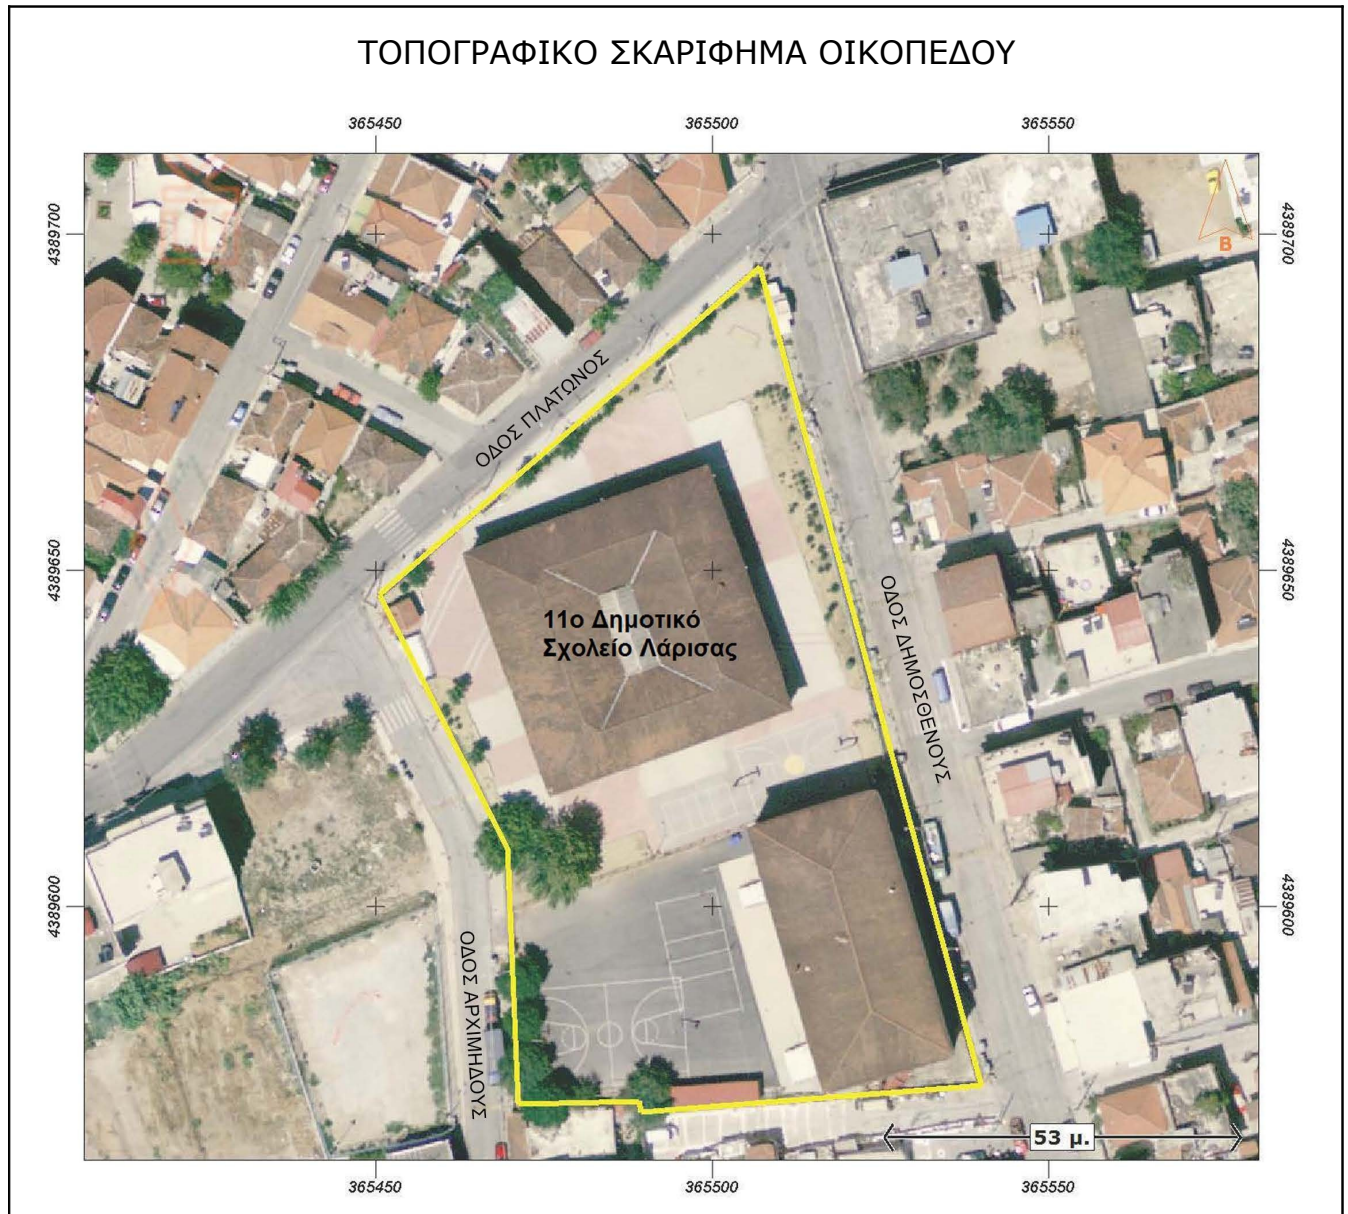 ΤΟΠΟΓΡΑΦΙΚΟ ΣΚΑΡΙΦΗΜΑ ΟΙΚΟΠΕΔΟΥ
365450 365500 365550
4389700 4389700
Β
ΟΔΟΣ ΠΛΑΤΩΝΟΣ
4389650 4389650
11ο Δημοτικό
Σχολείο Λάρισας
ΟΔΟΣ ΔΗΜΟΣΘΕΝΟΥΣ
4389600 4389600
ΟΔΟΣ ΑΡΧΙΜΗΔΟΥΣ
53 μ.
365450 365500 365550